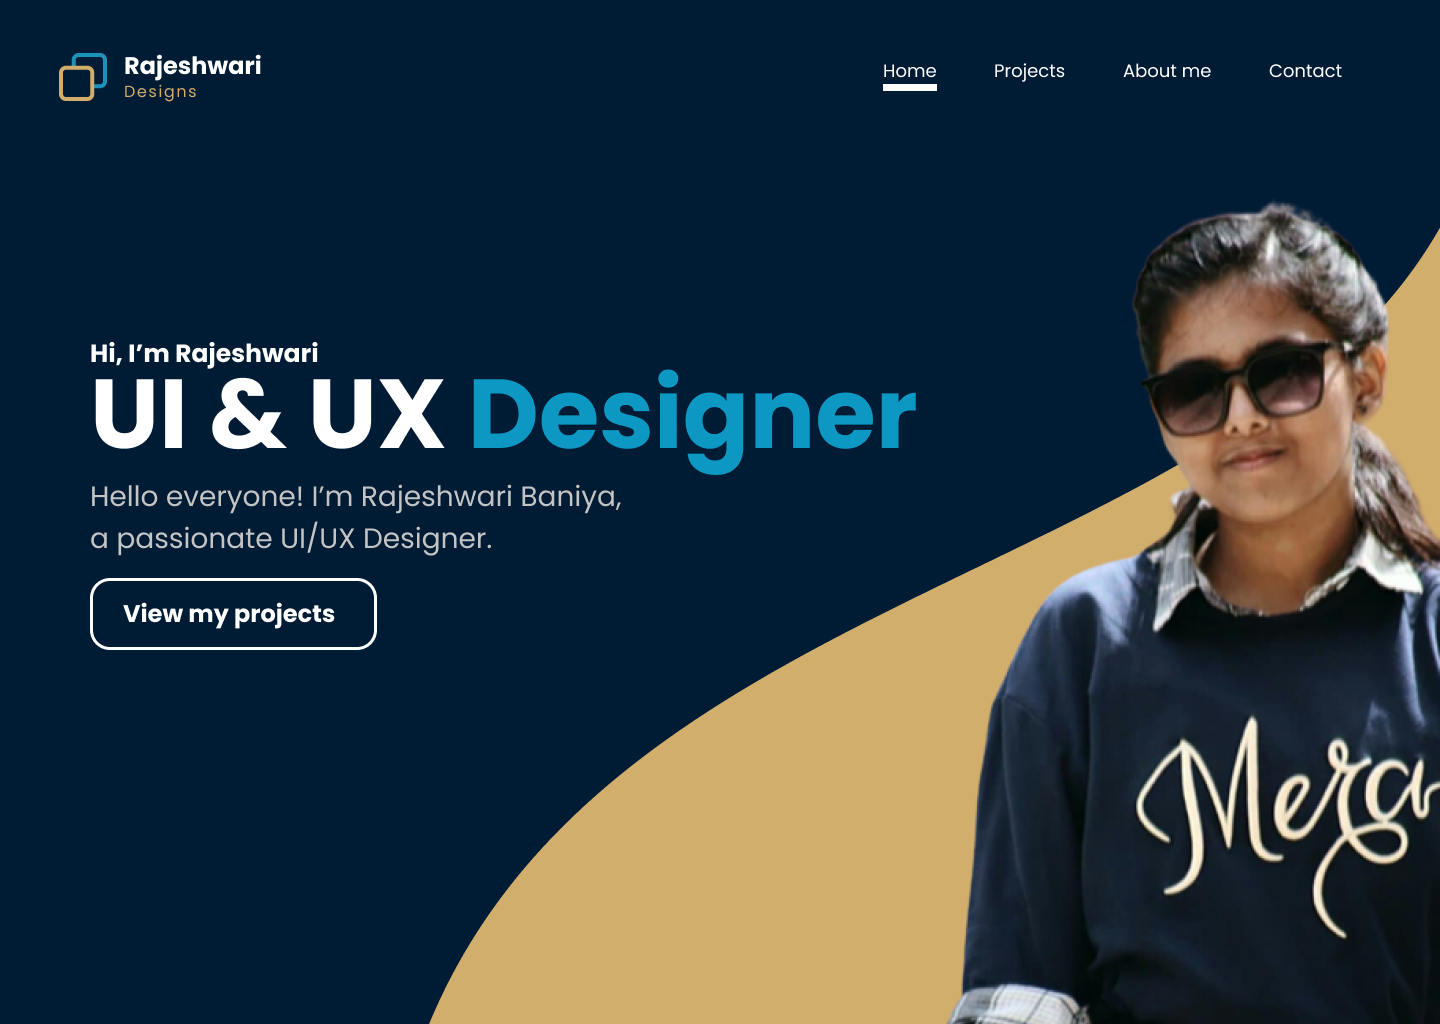 Rajeshwari
Designs
Home Projects About me Contact
Hi, I’m Rajeshwari
UI & UX Designer
Hello everyone! I’m Rajeshwari Baniya,
a passionate UI/UX Designer.
View my projects